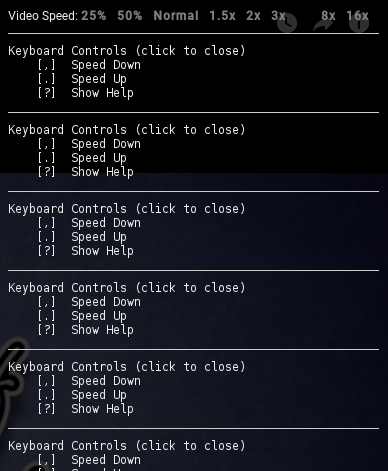 Video Speed: 25% 50% Normal 1.5x 2x 3x 8x 16x
Keyboard Controls (click to close)
[,] Speed Down
[.] Speed Up
[?] Show Help
Keyboard Controls (click to close)
[,] Speed Down
[.] Speed Up
[?] Show Help
Keyboard Controls (click to close)
[,] Speed Down
[.] Speed Up
[?] Show Help
Keyboard Controls (click to close)
[,] Speed Down
[.] Speed Up
[?] Show Help
Keyboard Controls (click to close)
[,] Speed Down
[.] Speed Up
[?] Show Help
Keyboard Controls (click to close)
[,] Speed Down